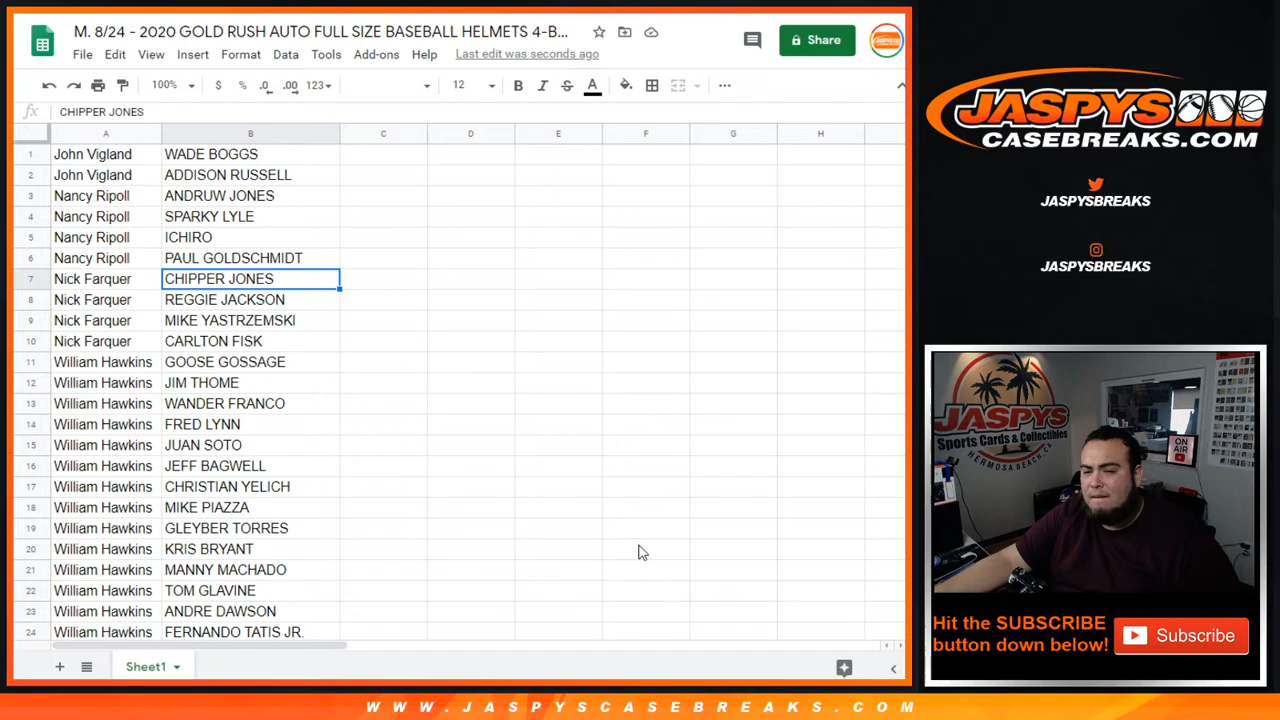 M. 8/24 - 2020 GOLD RUSH AUTO FULL SIZE BASEBALL HELMETS 4-B...
File Edit View Insert Format Data Tools Add-ons Help Last edit was seconds ago
Share
100% $ % .0 .00 123 12 B I S A
fx CHIPPER JONES
A B C D E F G H
1 John Vigland WADE BOGGS
2 John Vigland ADDISON RUSSELL
3 Nancy Ripoll ANDRUW JONES
4 Nancy Ripoll SPARKY LYLE
5 Nancy Ripoll ICHIRO
6 Nancy Ripoll PAUL GOLDSCHMIDT
7 Nick Farquer CHIPPER JONES
8 Nick Farquer REGGIE JACKSON
9 Nick Farquer MIKE YASTRZEMSKI
10 Nick Farquer CARLTON FISK
11 William Hawkins GOOSE GOSSAGE
12 William Hawkins JIM THOME
13 William Hawkins WANDER FRANCO
14 William Hawkins FRED LYNN
15 William Hawkins JUAN SOTO
16 William Hawkins JEFF BAGWELL
17 William Hawkins CHRISTIAN YELICH
18 William Hawkins MIKE PIAZZA
19 William Hawkins GLEYBER TORRES
20 William Hawkins KRIS BRYANT
21 William Hawkins MANNY MACHADO
22 William Hawkins TOM GLAVINE
23 William Hawkins ANDRE DAWSON
24 William Hawkins FERNANDO TATIS JR.
Sheet1
JASPYS
CASEBREAKS.COM
JASPYSBREAKS
JASPYSBREAKS
JASPYS
Sports Cards & Collectibles
HERMOSA BEACH, CA
ON
AIR
Hit the SUBSCRIBE
button down below!
Subscribe
WWW.JASPYSCASEBREAKS.COM